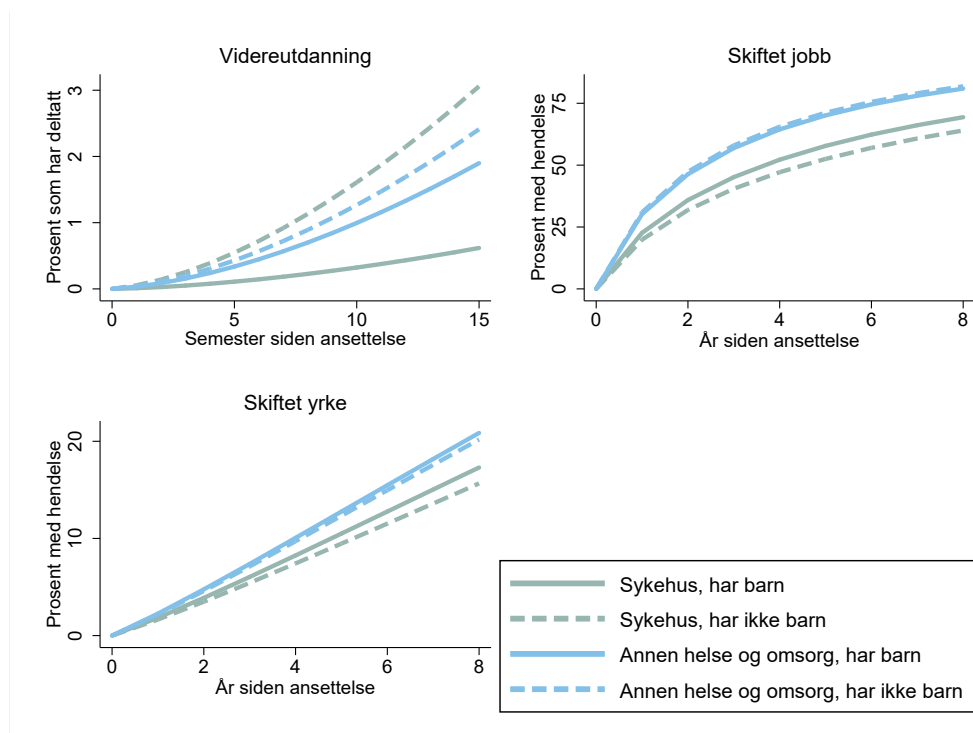 Videreutdanning
Prosent som har deltatt
3
2
1
0
0 5 10 15
Semester siden ansettelse
Skiftet jobb
Prosent med hendelse
75
50
25
0
0 2 4 6 8
År siden ansettelse
Skiftet yrke
Prosent med hendelse
20
10
0
0 2 4 6 8
År siden ansettelse
Sykehus, har barn
Sykehus, har ikke barn
Annen helse og omsorg, har barn
Annen helse og omsorg, har ikke barn